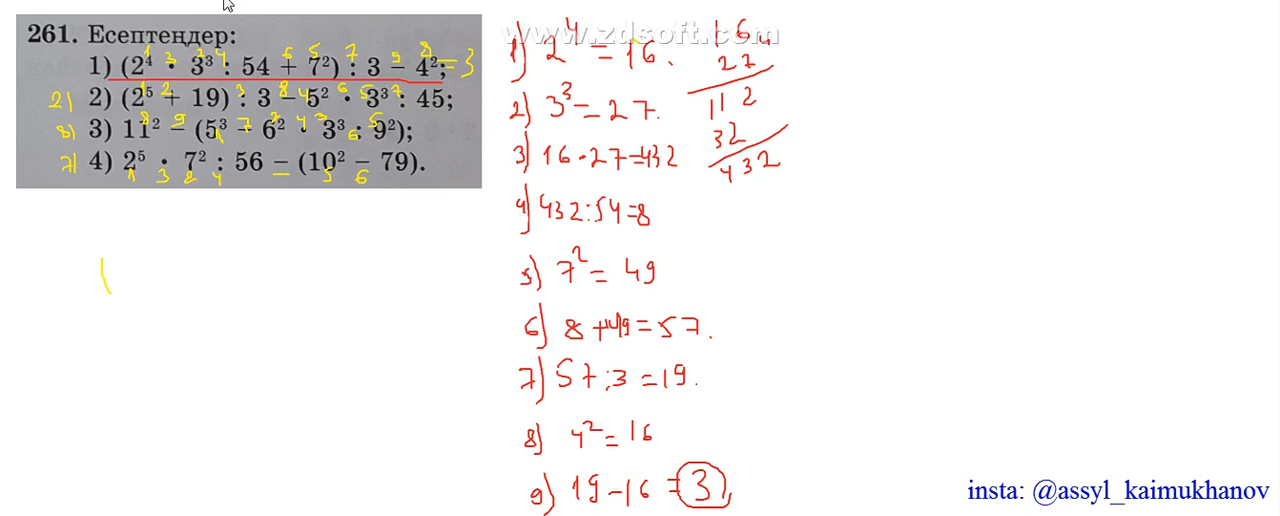 261. Есептеңдер:
1) (2⁴ · 3³ : 54 + 7²) : 3 − 4²; = 3
2) (2⁵ + 19) : 3 − 5² · 3³ : 45;
3) 11² − (5³ − 6² · 3³ : 9²);
4) 2⁵ · 7² : 56 − (10² − 79).
1) 2⁴ = 16.
2) 3³ = 27.
3) 16 · 27 = 432
4) 432 : 54 = 8
5) 7² = 49
6) 8 + 49 = 57.
7) 57 : 3 = 19.
8) 4² = 16
9) 19 − 16 = 3
16
27
112
32
432
www.zdsoft.com
insta: @assyl_kaimukhanov